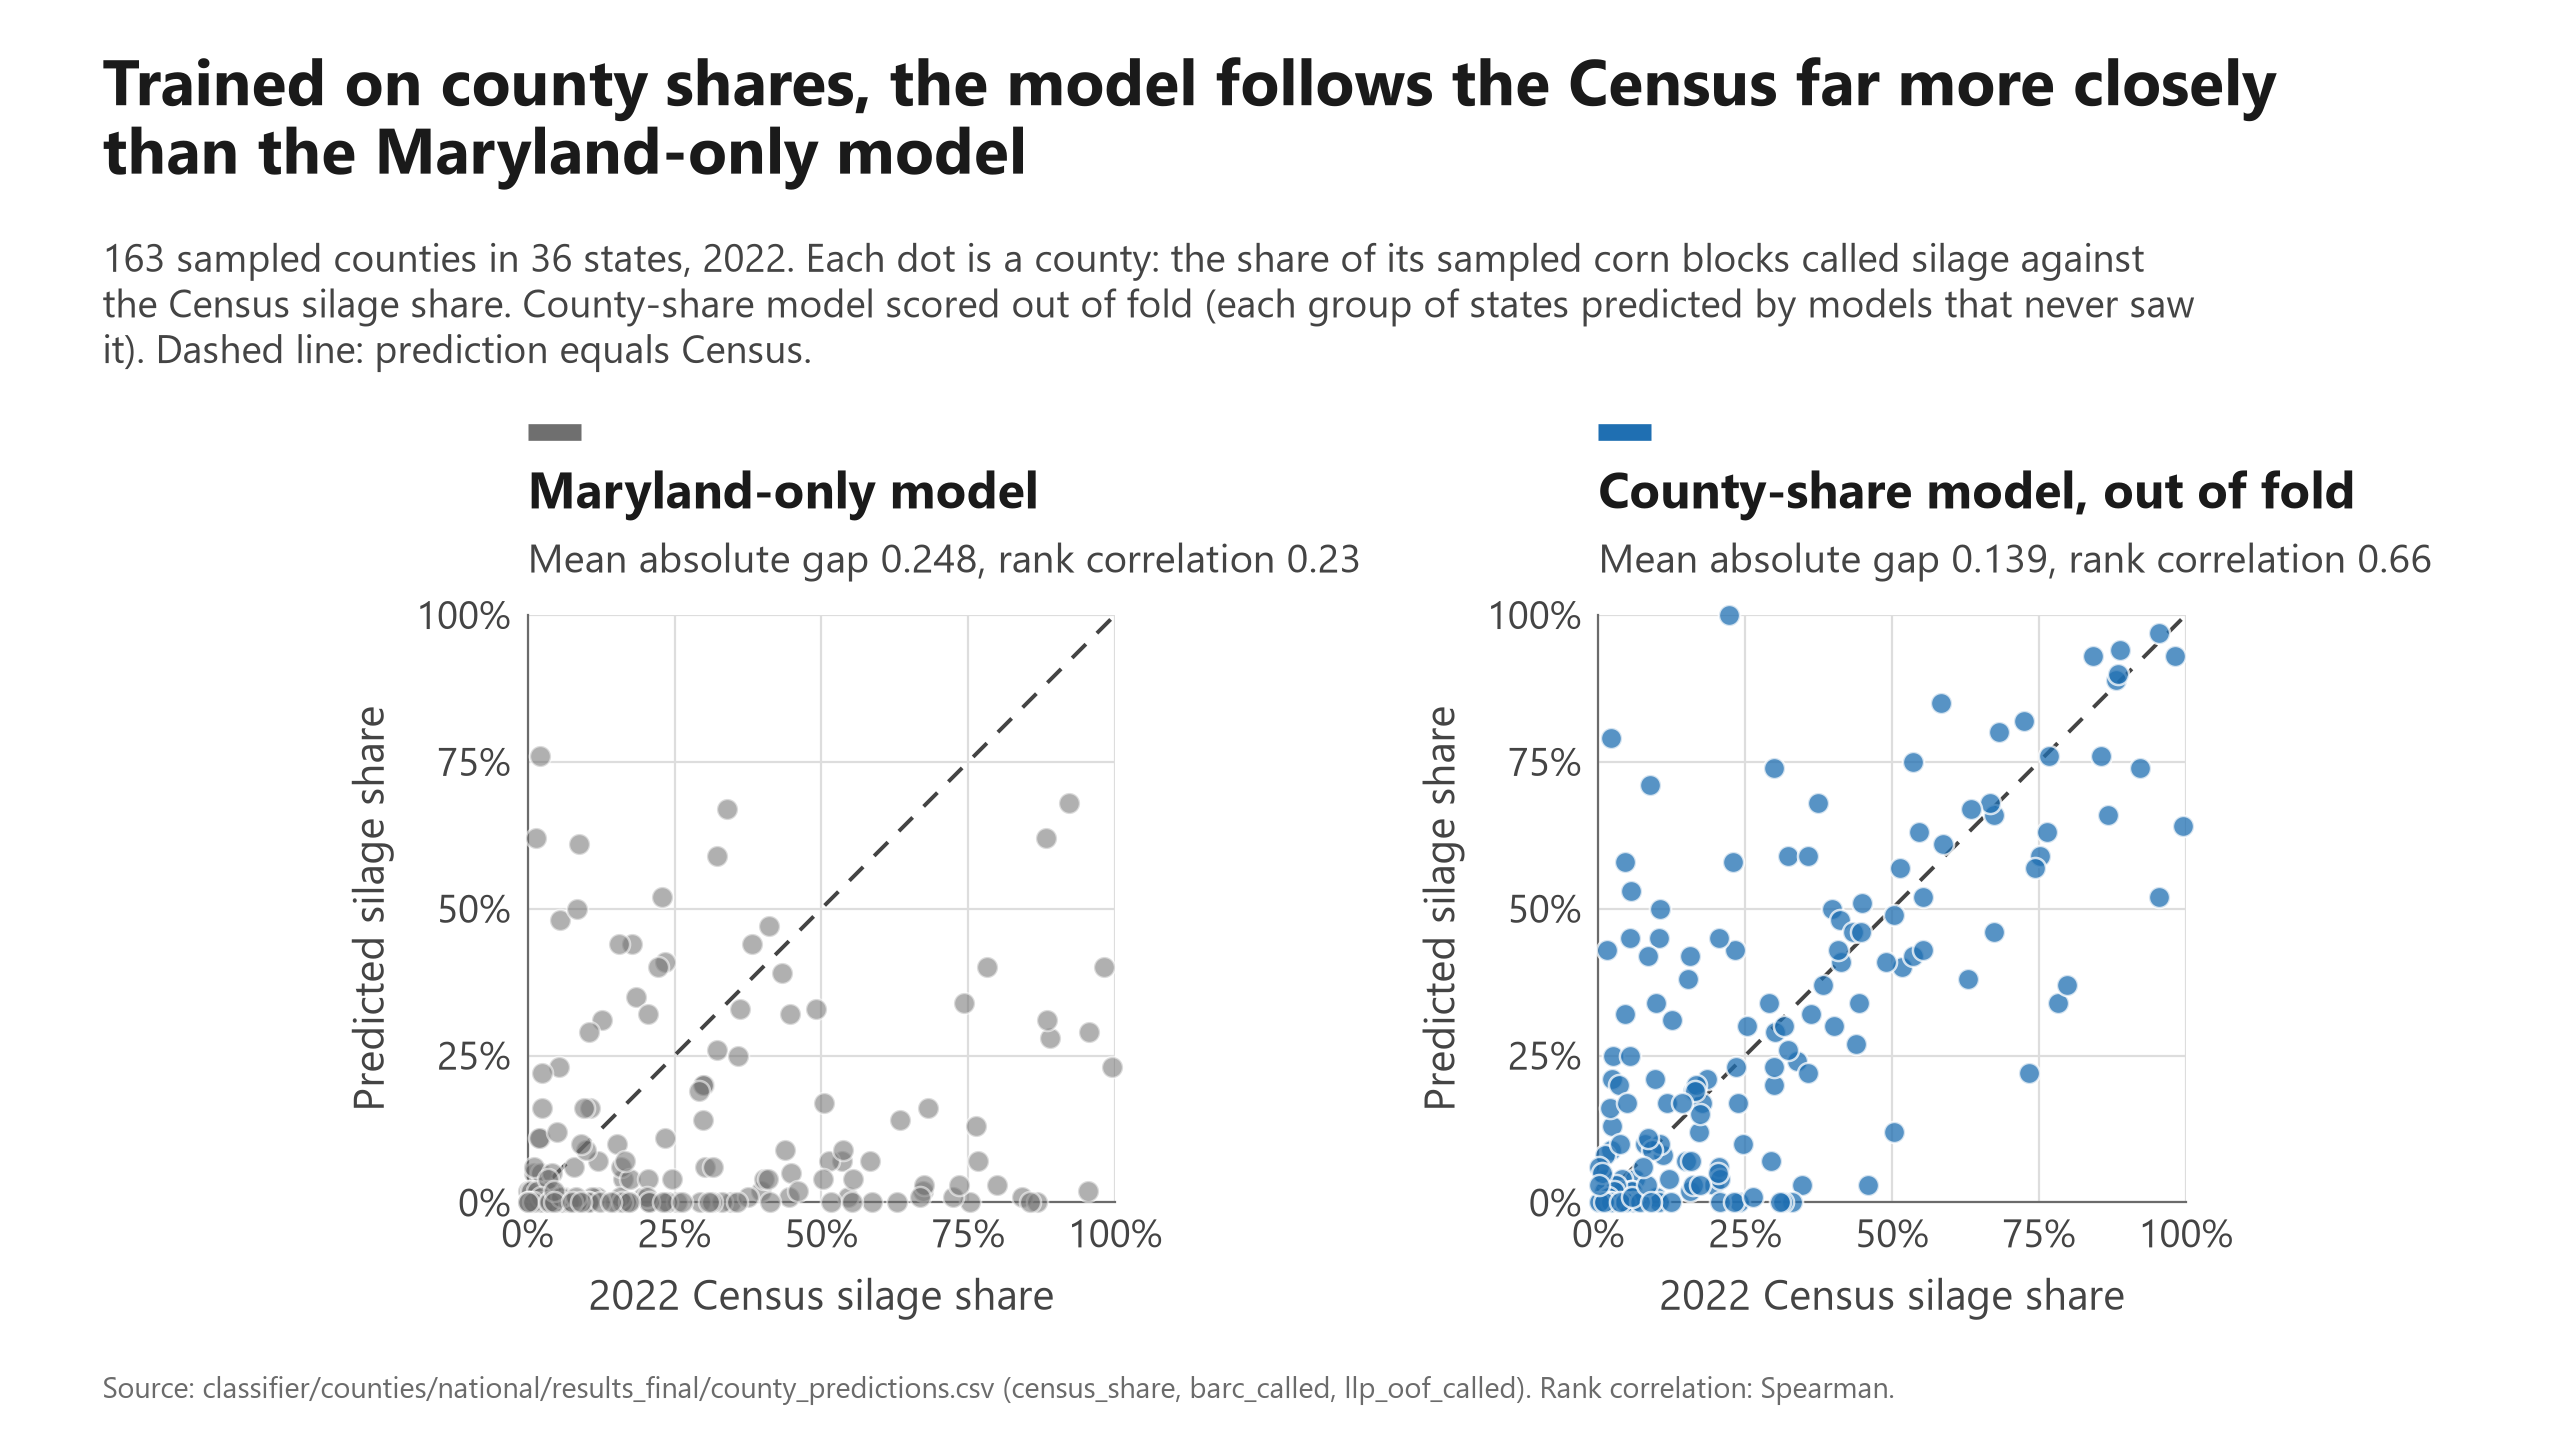 Trained on county shares, the model follows the Census far more closely
than the Maryland-only model
163 sampled counties in 36 states, 2022. Each dot is a county: the share of its sampled corn blocks called silage against
the Census silage share. County-share model scored out of fold (each group of states predicted by models that never saw
it). Dashed line: prediction equals Census.
Maryland-only model
Mean absolute gap 0.248, rank correlation 0.23
Predicted silage share
100%
75%
50%
25%
0%
0% 25% 50% 75% 100%
2022 Census silage share
County-share model, out of fold
Mean absolute gap 0.139, rank correlation 0.66
Predicted silage share
100%
75%
50%
25%
0%
0% 25% 50% 75% 100%
2022 Census silage share
Source: classifier/counties/national/results_final/county_predictions.csv (census_share, barc_called, llp_oof_called). Rank correlation: Spearman.